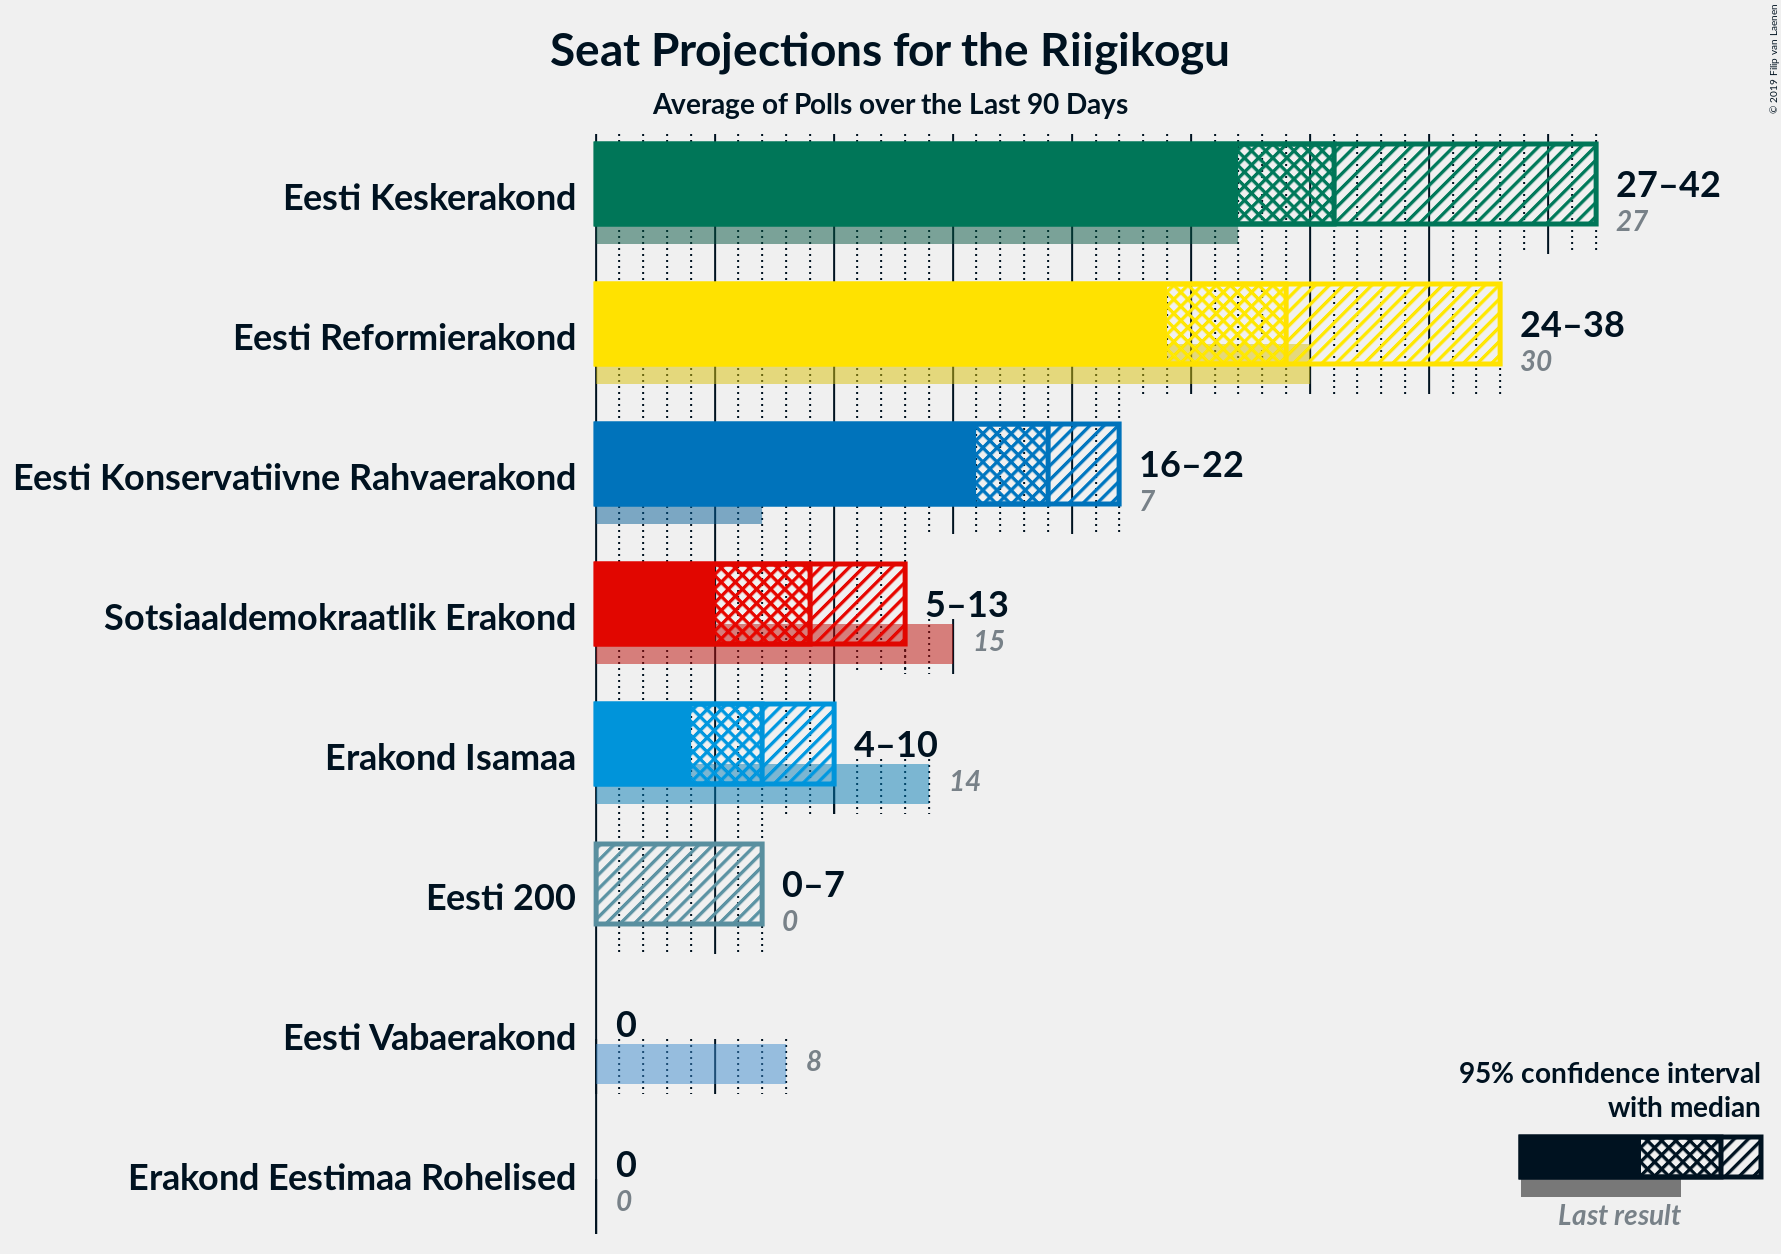 Seat Projections for the Riigikogu
Average of Polls over the Last 90 Days
© 2019 Filip van Laenen
Eesti Keskerakond
27–42
27
Eesti Reformierakond
24–38
30
Eesti Konservatiivne Rahvaerakond
16–22
7
Sotsiaaldemokraatlik Erakond
5–13
15
Erakond Isamaa
4–10
14
Eesti 200
0–7
0
Eesti Vabaerakond
0
8
Erakond Eestimaa Rohelised
0
0
95% confidence interval
with median
Last result